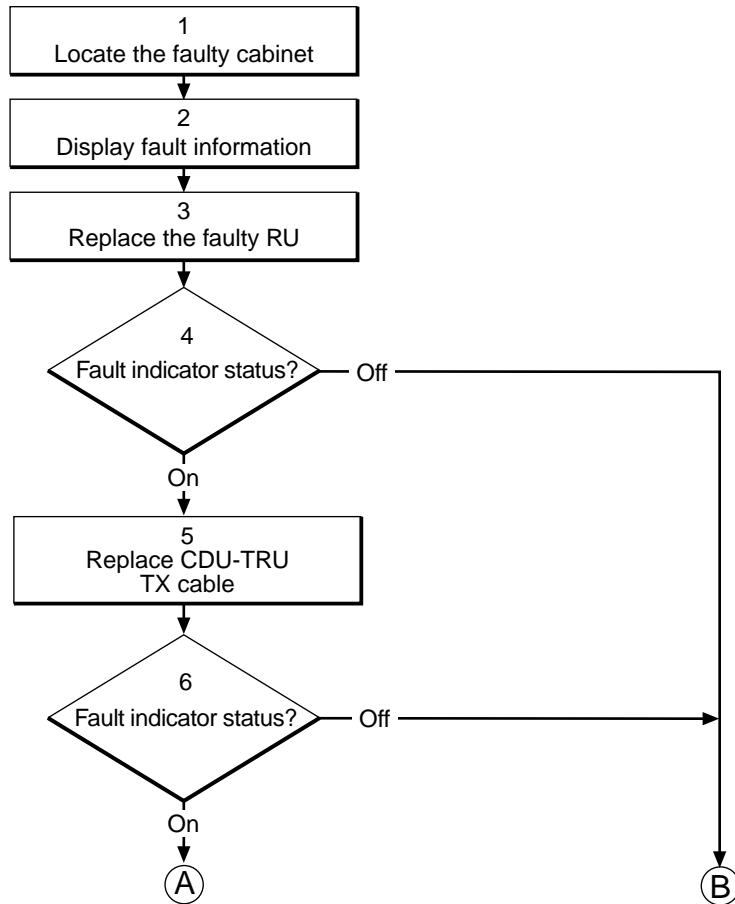 1
Locate the faulty cabinet
2
Display fault information
3
Replace the faulty RU
4
Fault indicator status?
Off
On
5
Replace CDU-TRU
TX cable
6
Fault indicator status?
Off
On
A
B